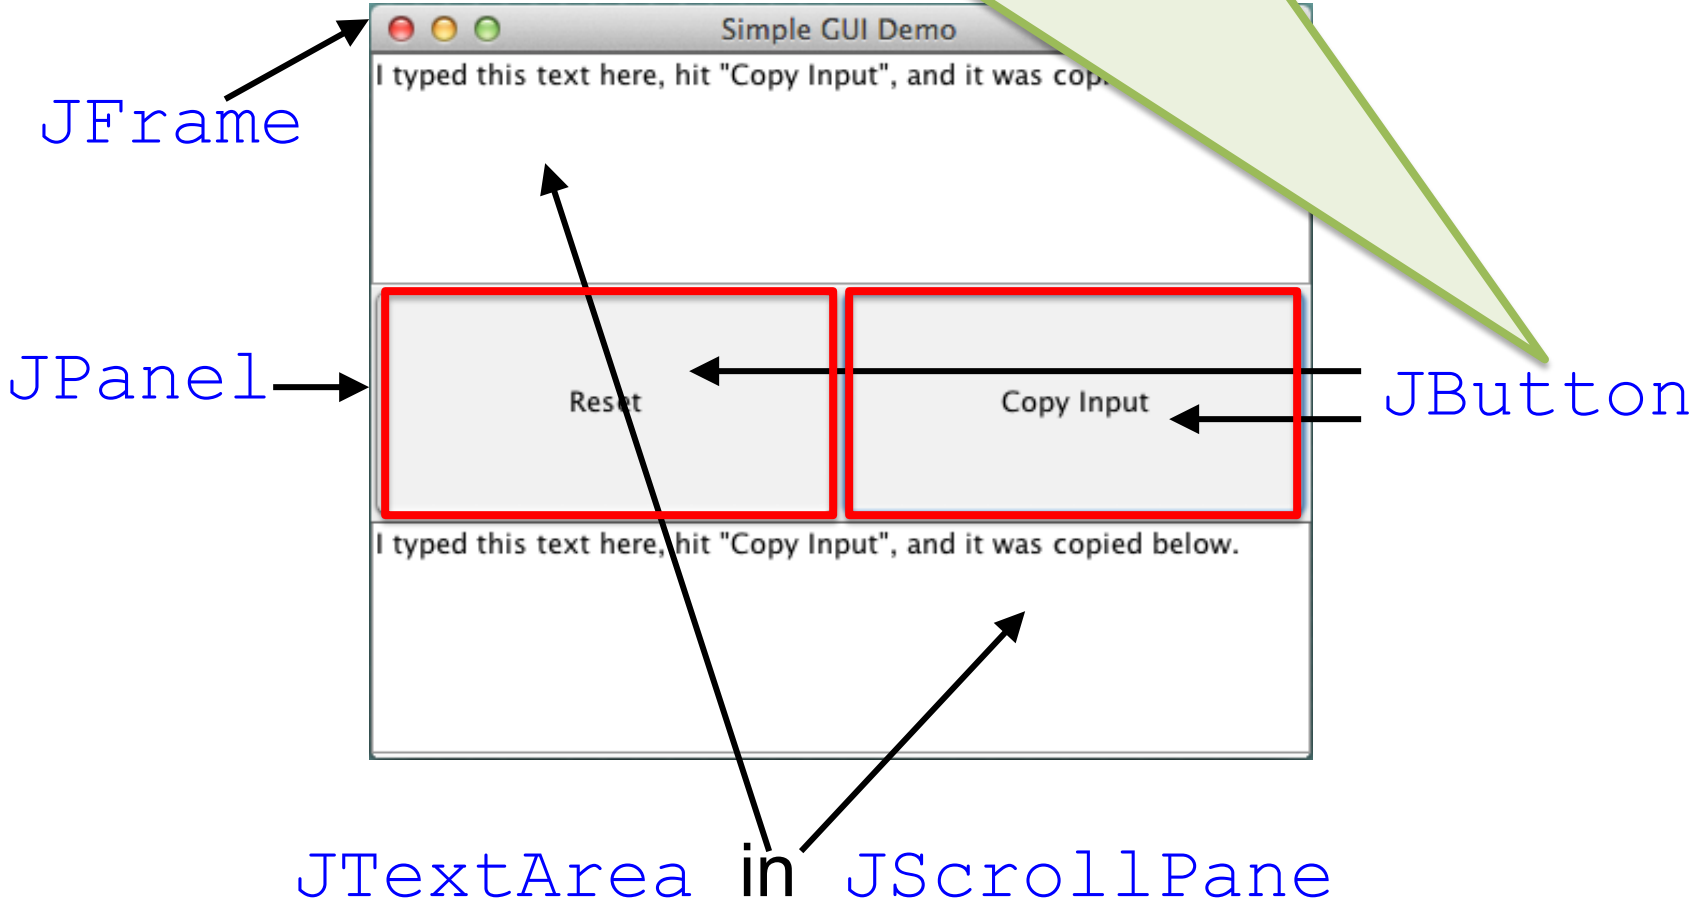 Simple GUI Demo
I typed this text here, hit "Copy Input", and it was
JFrame
JPanel
Reset
Copy Input
JButton
I typed this text here, hit "Copy Input", and it was copied below.
JTextArea in JScrollPane